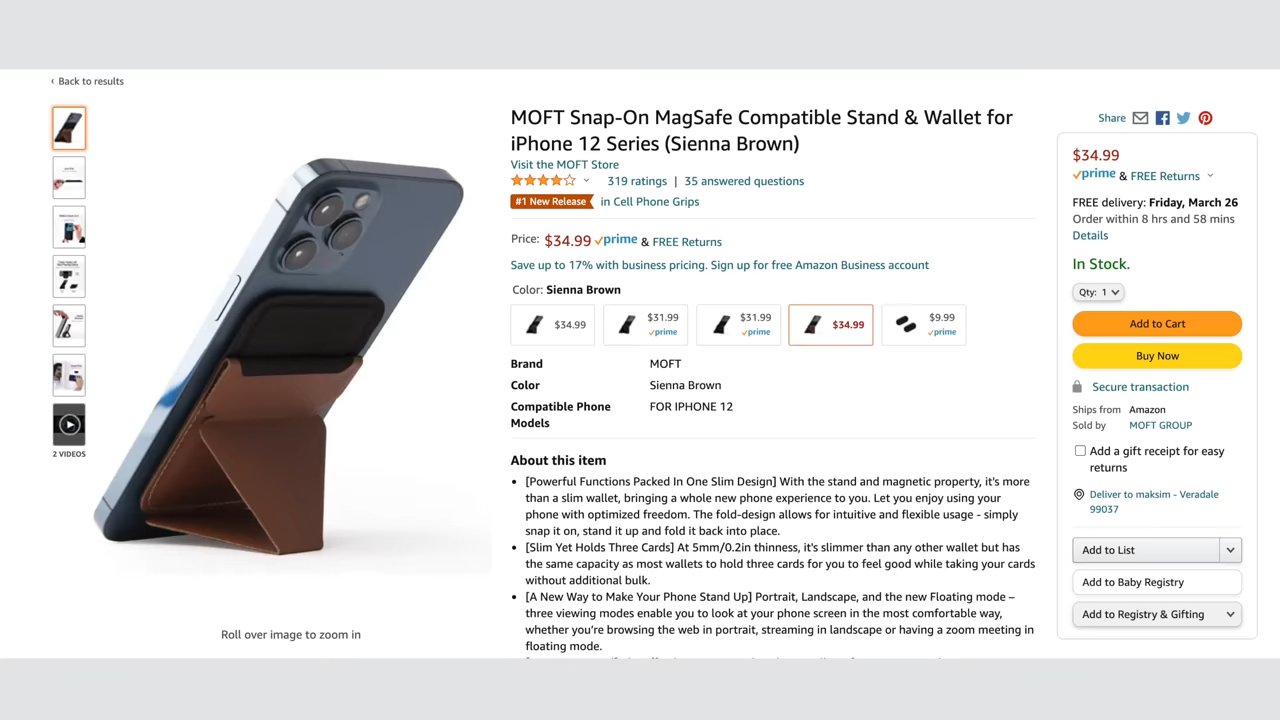 ‹ Back to results
2 VIDEOS
Roll over image to zoom in
MOFT Snap-On MagSafe Compatible Stand & Wallet for
iPhone 12 Series (Sienna Brown)
Visit the MOFT Store
319 ratings | 35 answered questions
#1 New Release in Cell Phone Grips
Price: $34.99 prime & FREE Returns
Save up to 17% with business pricing. Sign up for free Amazon Business account
Color: Sienna Brown
$34.99 $31.99 prime $31.99 prime $34.99 $9.99 prime
Brand MOFT
Color Sienna Brown
Compatible Phone FOR IPHONE 12
Models
About this item
• [Powerful Functions Packed In One Slim Design] With the stand and magnetic property, it's more
than a slim wallet, bringing a whole new phone experience to you. Let you enjoy using your
phone with optimized freedom. The fold-design allows for intuitive and flexible usage - simply
snap it on, stand it up and fold it back into place.
• [Slim Yet Holds Three Cards] At 5mm/0.2in thinness, it's slimmer than any other wallet but has
the same capacity as most wallets to hold three cards for you to feel good while taking your cards
without additional bulk.
• [A New Way to Make Your Phone Stand Up] Portrait, Landscape, and the new Floating mode –
three viewing modes enable you to look at your phone screen in the most comfortable way,
whether you're browsing the web in portrait, streaming in landscape or having a zoom meeting in
floating mode.
Share
$34.99
prime & FREE Returns
FREE delivery: Friday, March 26
Order within 8 hrs and 58 mins
Details
In Stock.
Qty: 1
Add to Cart
Buy Now
Secure transaction
Ships from Amazon
Sold by MOFT GROUP
Add a gift receipt for easy
returns
Deliver to maksim - Veradale
99037
Add to List
Add to Baby Registry
Add to Registry & Gifting